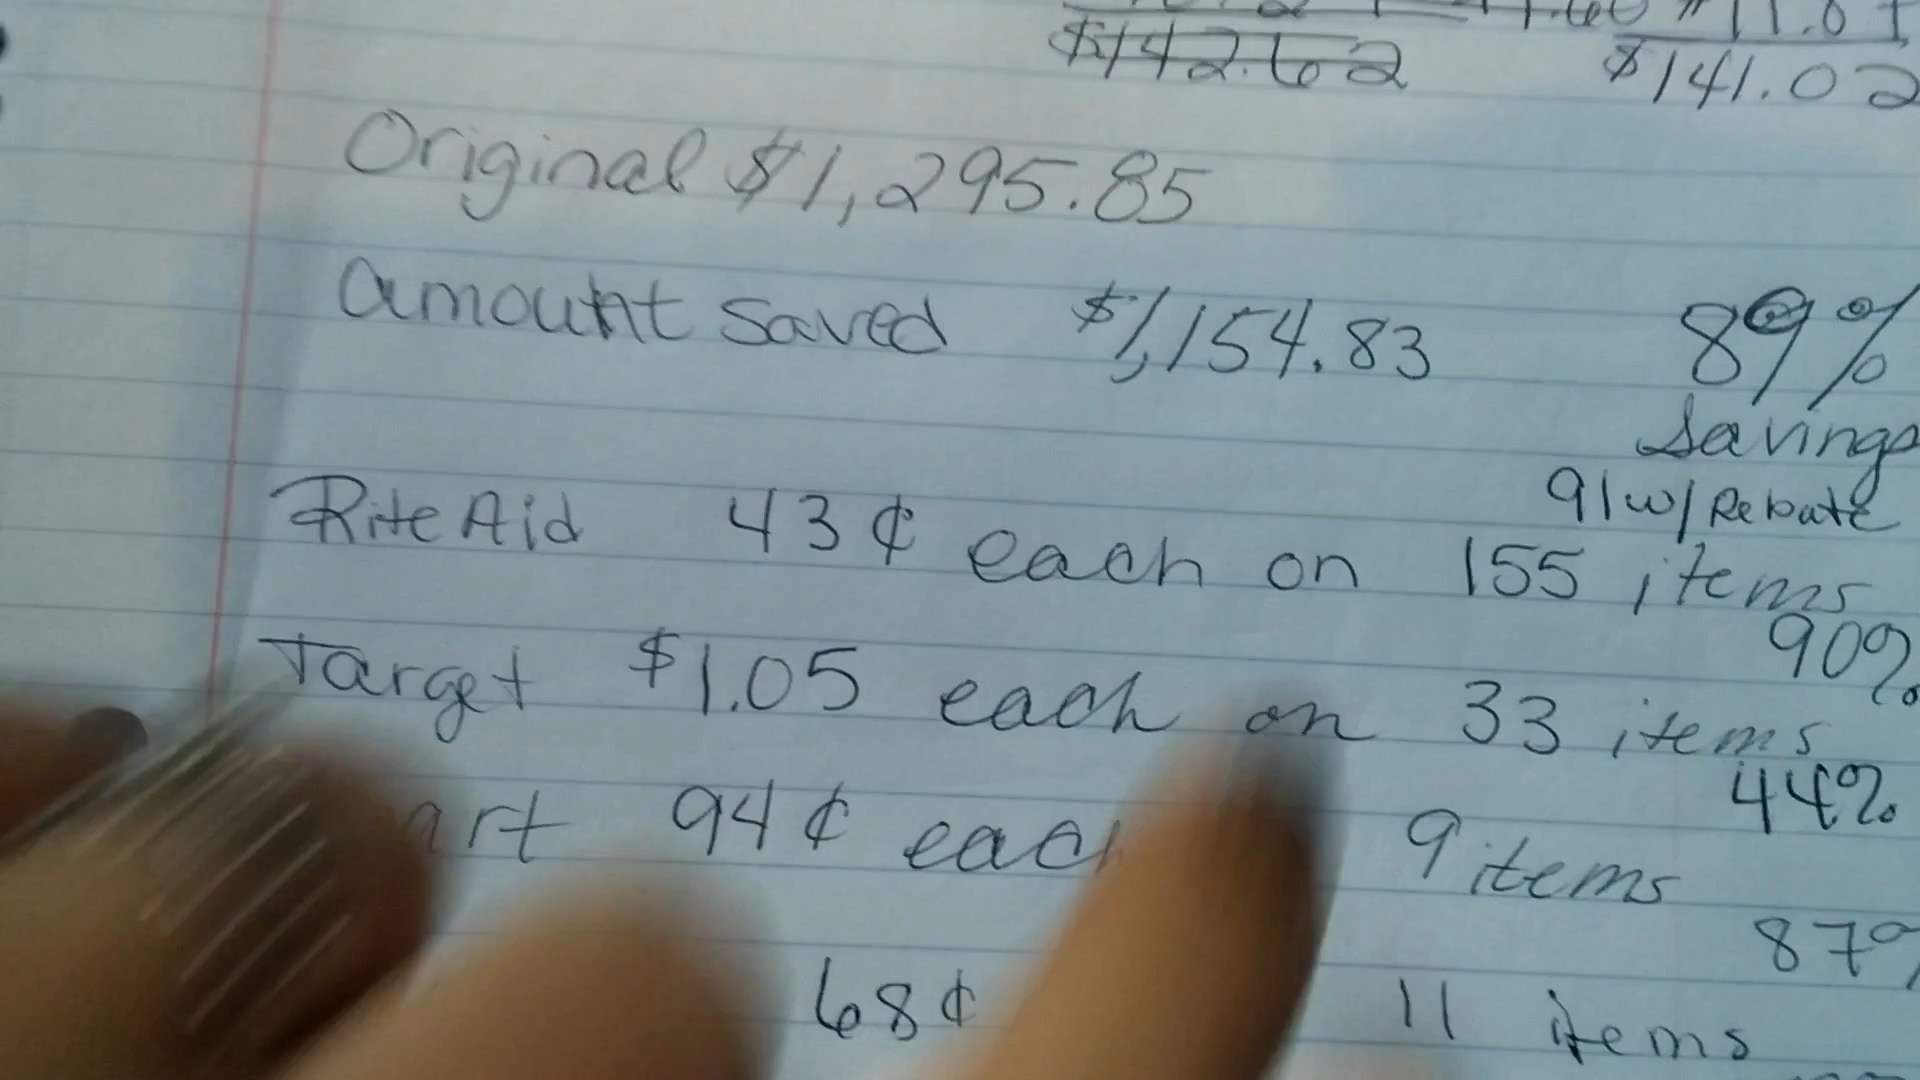 $142.62 $141.02
Original $1,295.85
Amount Saved $1,154.83 89%
Savings
91 w/ Rebate
Rite Aid 43¢ each on 155 items
90%
Target $1.05 each on 33 items
44%
art 94¢ each 9 items
87%
68¢ 11 items